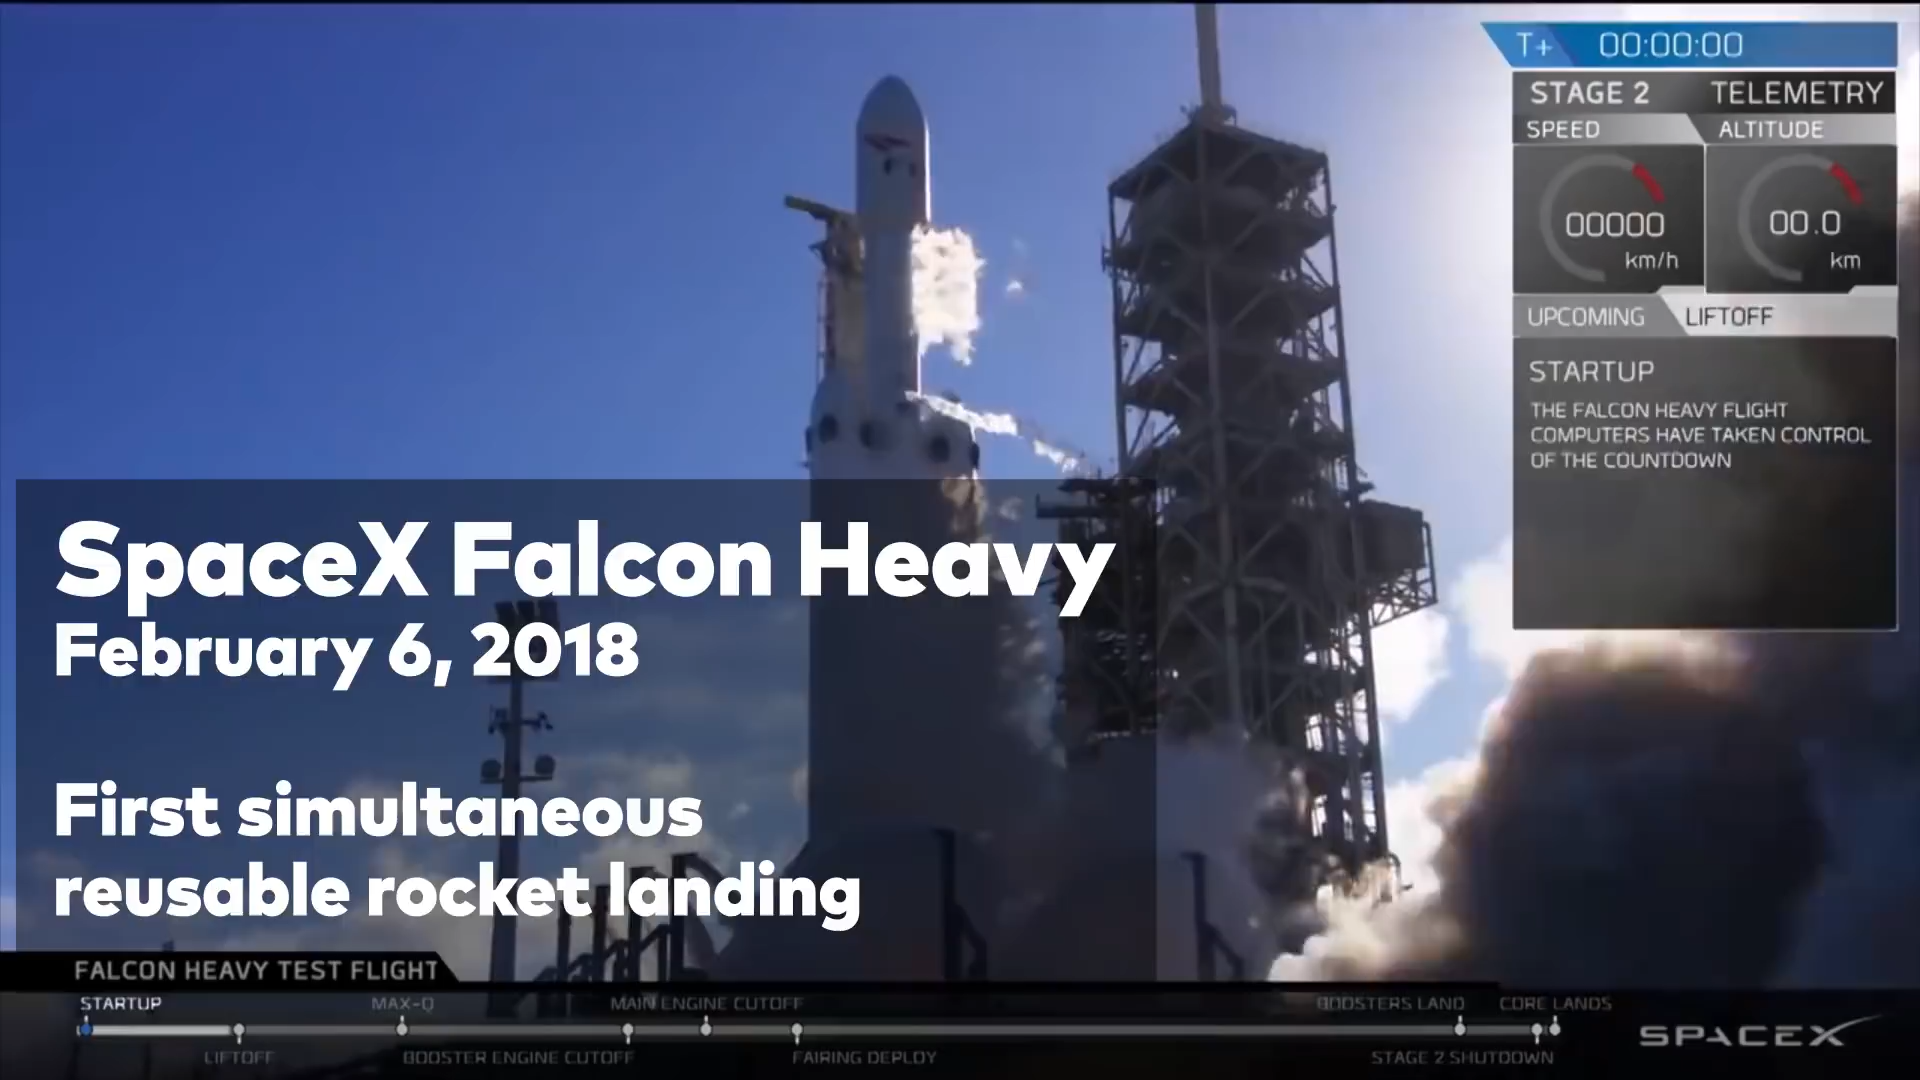 T+ 00:00:00
STAGE 2 TELEMETRY
SPEED ALTITUDE
00000 00.0
km/h km
UPCOMING LIFTOFF
STARTUP
THE FALCON HEAVY FLIGHT
COMPUTERS HAVE TAKEN CONTROL
OF THE COUNTDOWN
SpaceX Falcon Heavy
February 6, 2018
First simultaneous
reusable rocket landing
FALCON HEAVY TEST FLIGHT
STARTUP MAX-Q MAIN ENGINE CUTOFF BOOSTERS LAND CORE LANDS
LIFTOFF BOOSTER ENGINE CUTOFF FAIRING DEPLOY STAGE 2 SHUTDOWN
SPACEX